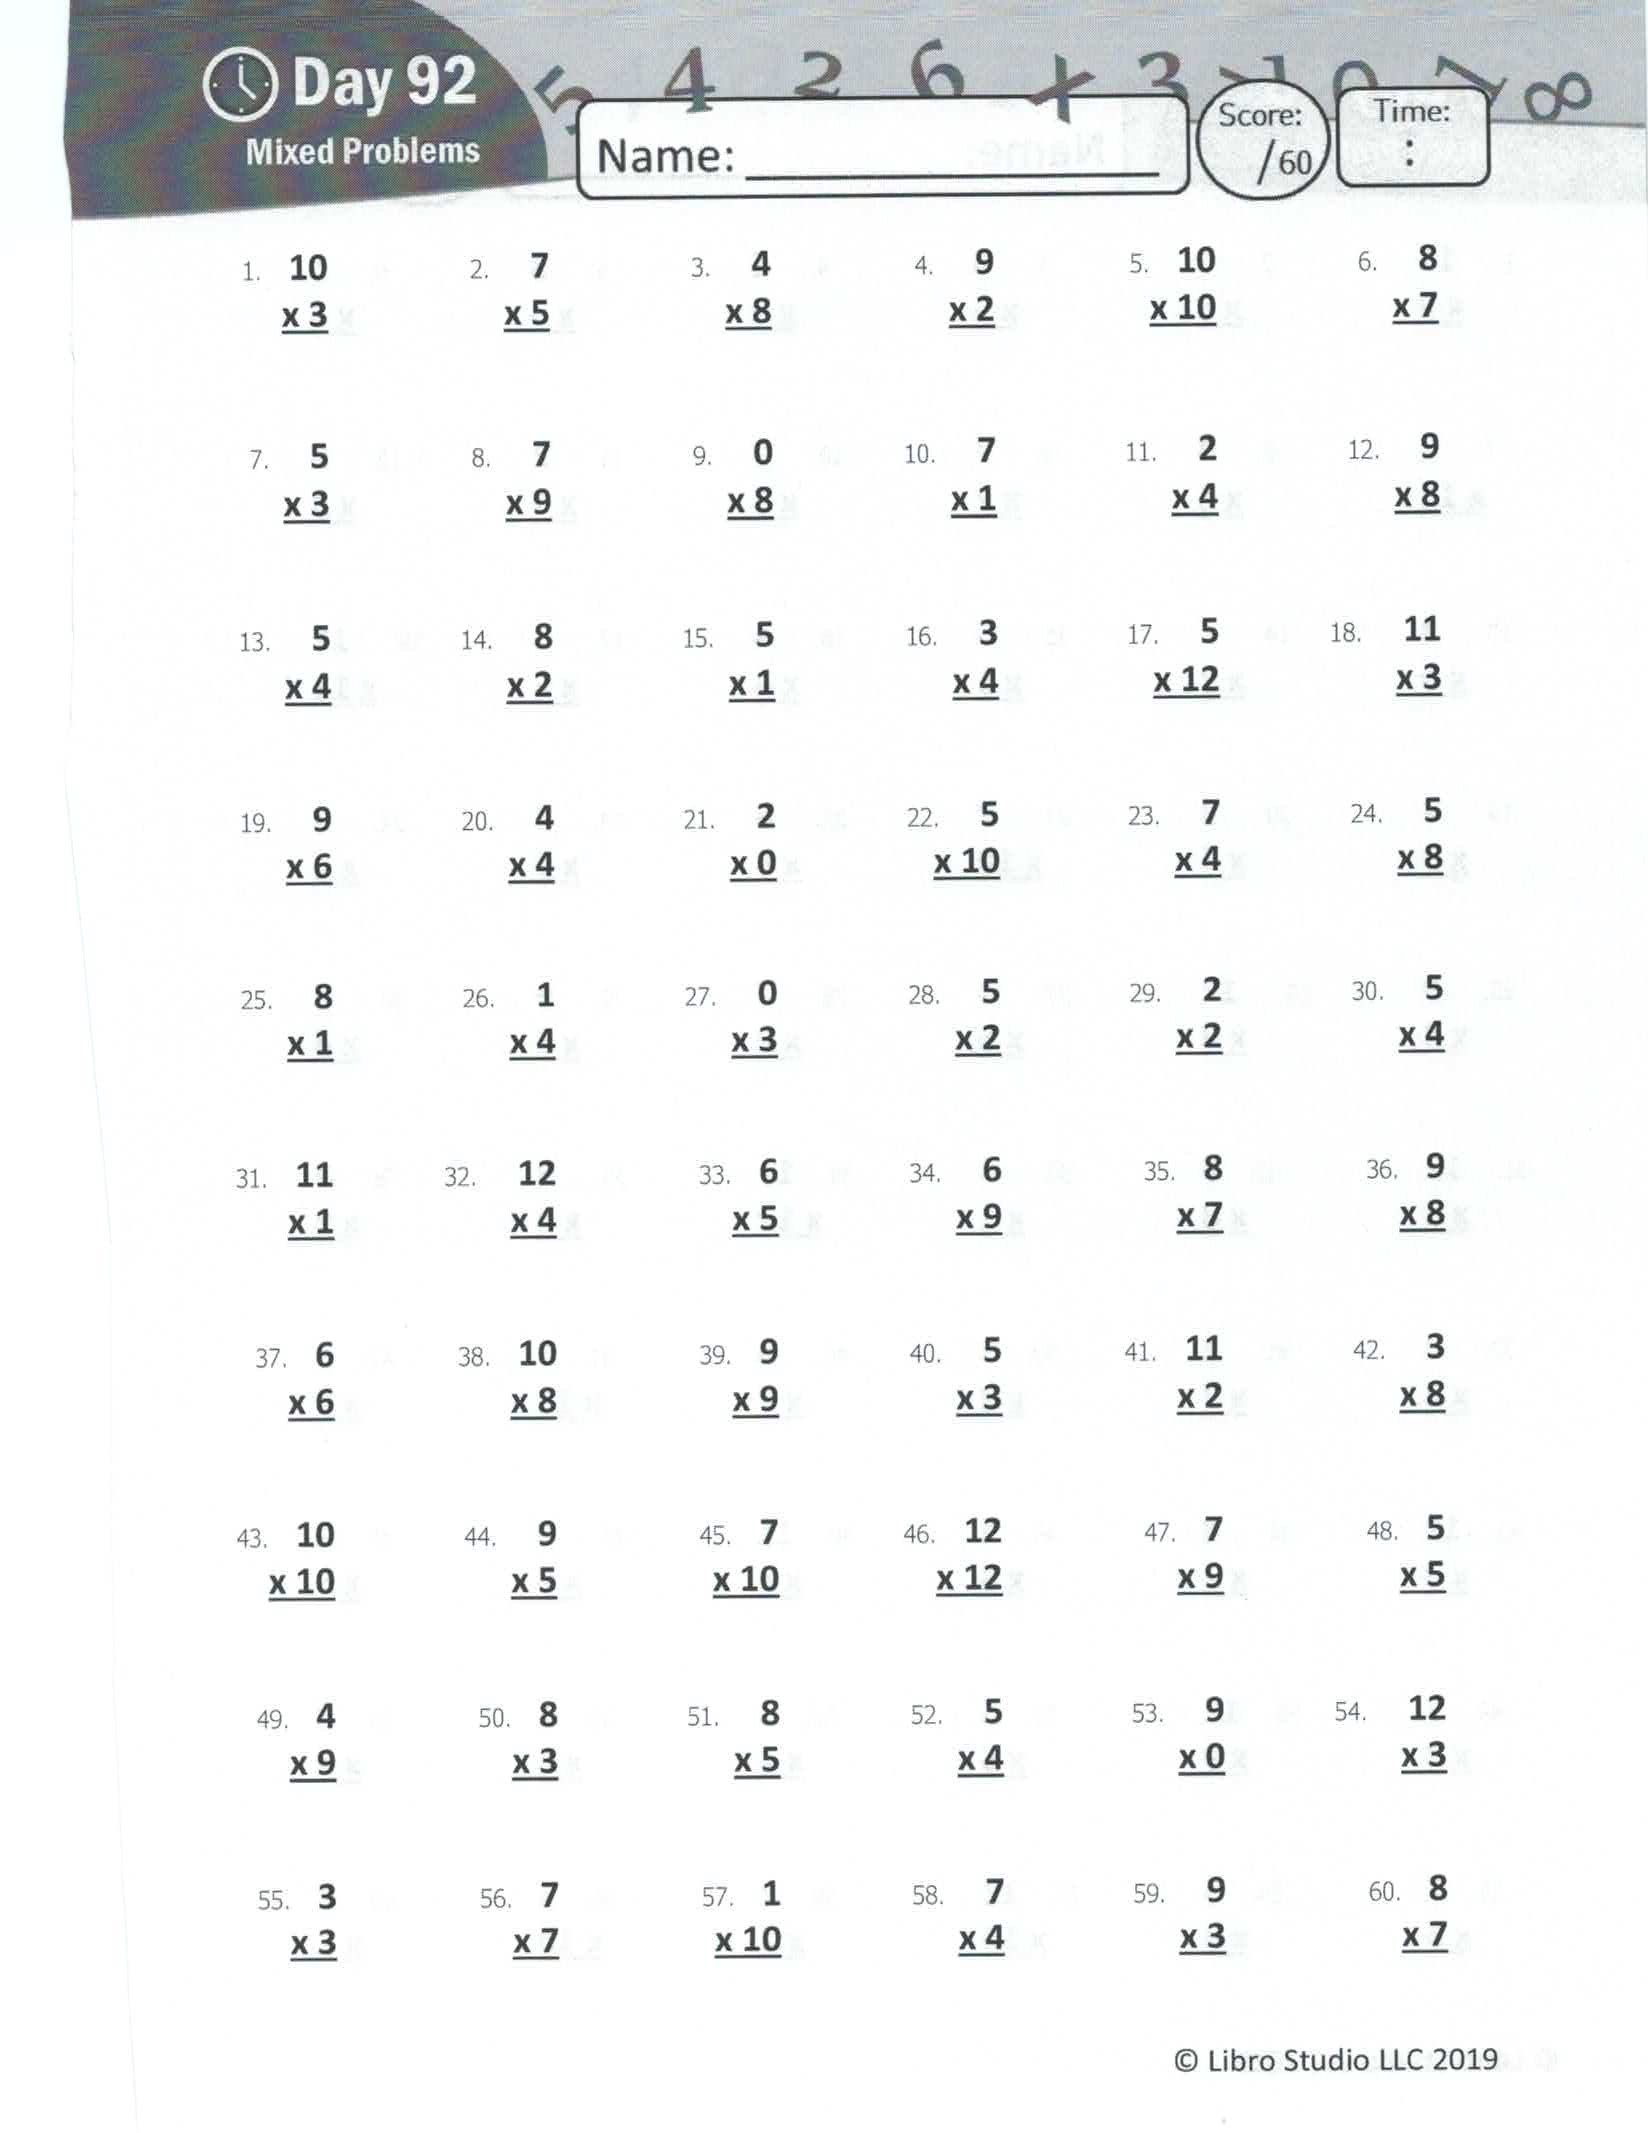 Day 92
Mixed Problems
5 4 2 6 x 3 7 0 1 8
Name:
Score:
/60
Time:
:
1. 10 2. 7 3. 4 4. 9 5. 10 6. 8
x 3 x 5 x 8 x 2 x 10 x 7
7. 5 8. 7 9. 0 10. 7 11. 2 12. 9
x 3 x 9 x 8 x 1 x 4 x 8
13. 5 14. 8 15. 5 16. 3 17. 5 18. 11
x 4 x 2 x 1 x 4 x 12 x 3
19. 9 20. 4 21. 2 22. 5 23. 7 24. 5
x 6 x 4 x 0 x 10 x 4 x 8
25. 8 26. 1 27. 0 28. 5 29. 2 30. 5
x 1 x 4 x 3 x 2 x 2 x 4
31. 11 32. 12 33. 6 34. 6 35. 8 36. 9
x 1 x 4 x 5 x 9 x 7 x 8
37. 6 38. 10 39. 9 40. 5 41. 11 42. 3
x 6 x 8 x 9 x 3 x 2 x 8
43. 10 44. 9 45. 7 46. 12 47. 7 48. 5
x 10 x 5 x 10 x 12 x 9 x 5
49. 4 50. 8 51. 8 52. 5 53. 9 54. 12
x 9 x 3 x 5 x 4 x 0 x 3
55. 3 56. 7 57. 1 58. 7 59. 9 60. 8
x 3 x 7 x 10 x 4 x 3 x 7
© Libro Studio LLC 2019